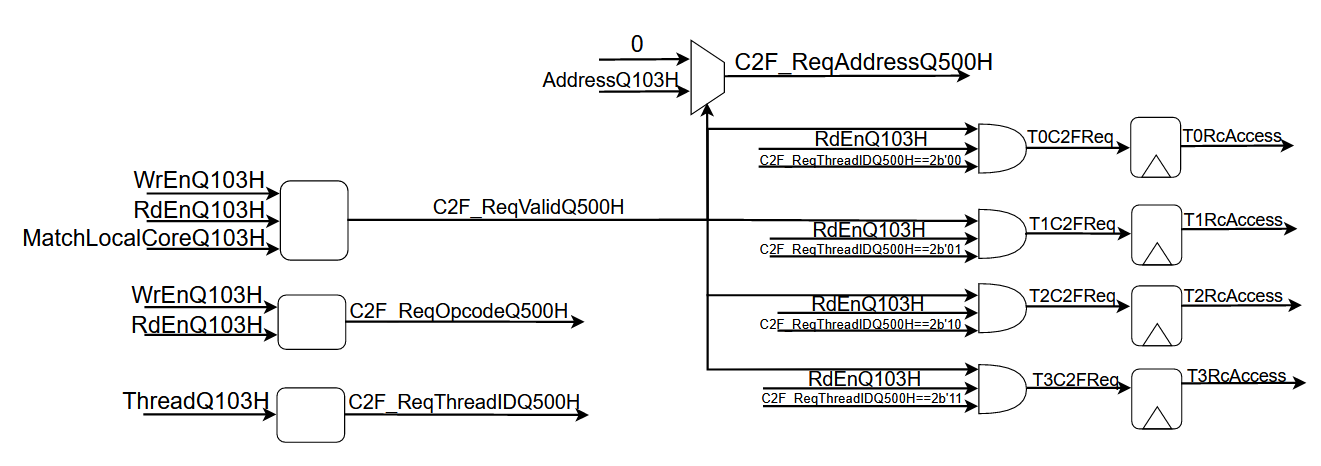 0
C2F_ReqAddressQ500H
AddressQ103H
RdEnQ103H
T0C2FReq
T0RcAccess
C2F_ReqThreadIDQ500H==2b'00
WrEnQ103H
RdEnQ103H
MatchLocalCoreQ103H
C2F_ReqValidQ500H
RdEnQ103H
T1C2FReq
T1RcAccess
C2F_ReqThreadIDQ500H==2b'01
WrEnQ103H
RdEnQ103H
C2F_ReqOpcodeQ500H
RdEnQ103H
T2C2FReq
T2RcAccess
C2F_ReqThreadIDQ500H==2b'10
ThreadQ103H
C2F_ReqThreadIDQ500H
RdEnQ103H
T3C2FReq
T3RcAccess
C2F_ReqThreadIDQ500H==2b'11